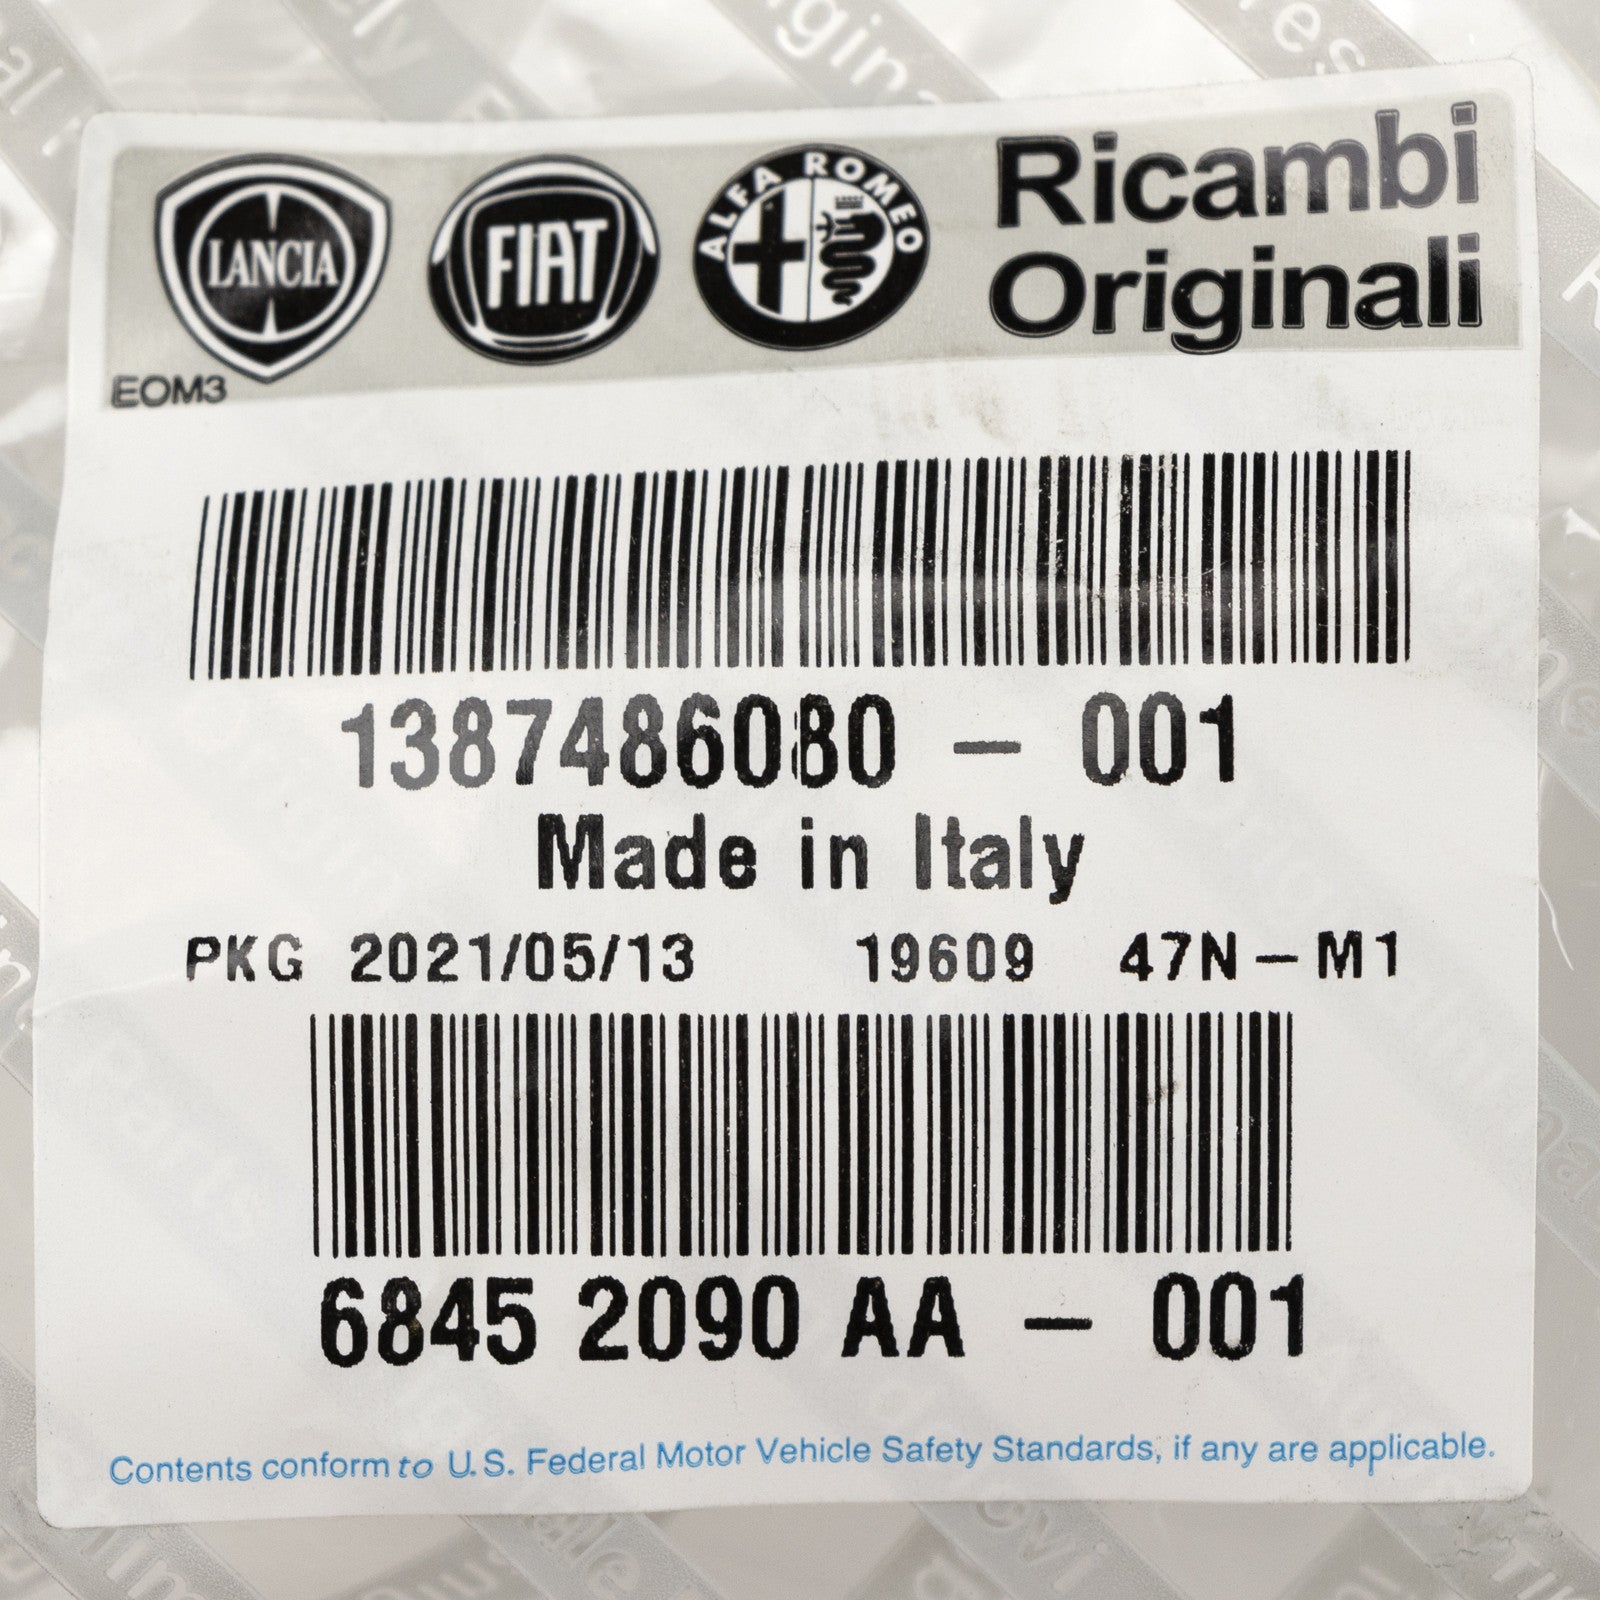 LANCIA
FIAT
ALFA ROMEO
Ricambi
Originali
EOM3
1387486080 - 001
Made in Italy
PKG 2021/05/13 19609 47N-M1
6845 2090 AA - 001
Contents conform to U.S. Federal Motor Vehicle Safety Standards, if any are applicable.